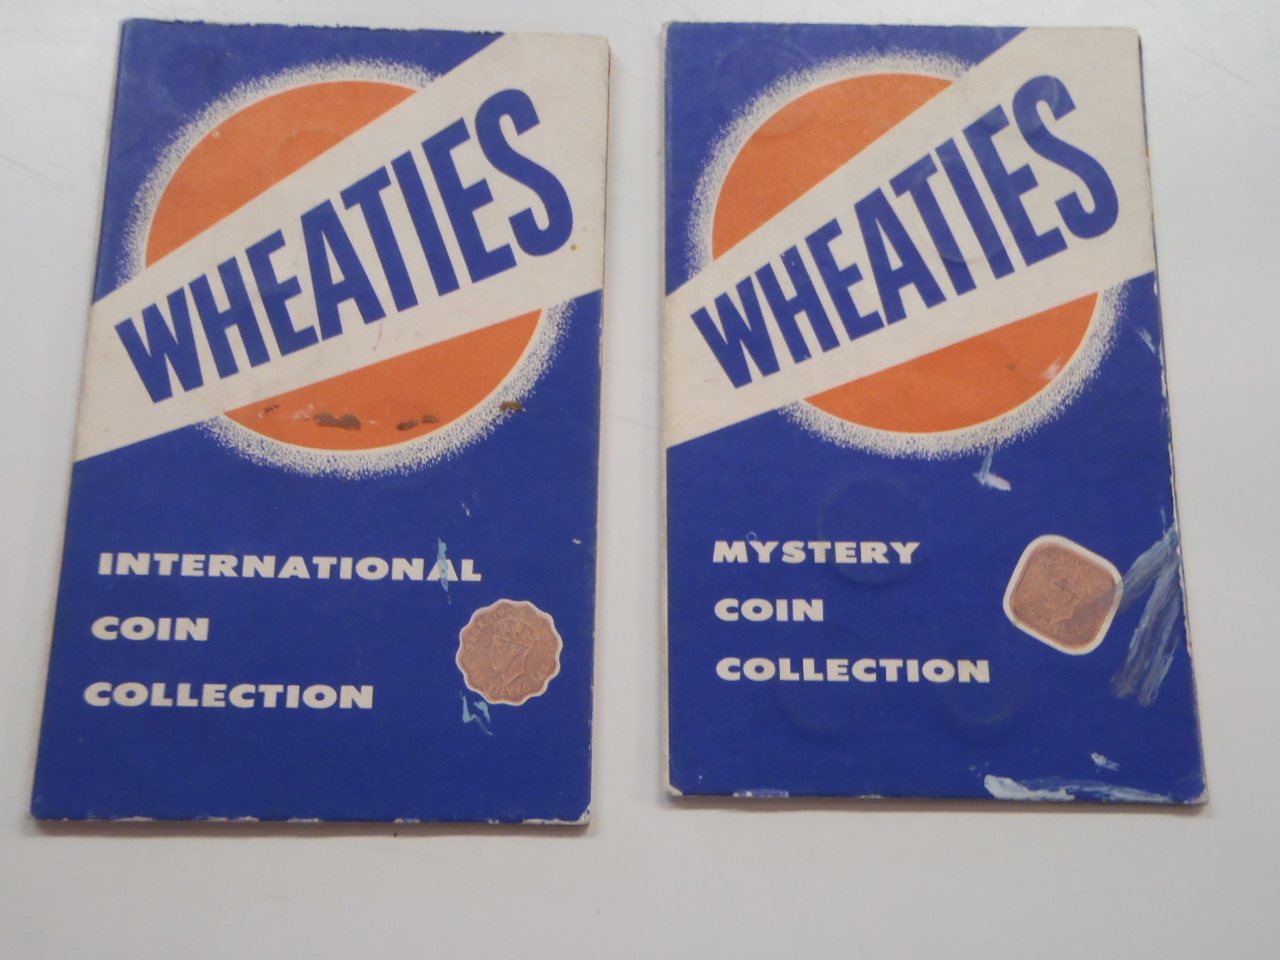 WHEATIES
INTERNATIONAL
COIN
COLLECTION
WHEATIES
MYSTERY
COIN
COLLECTION